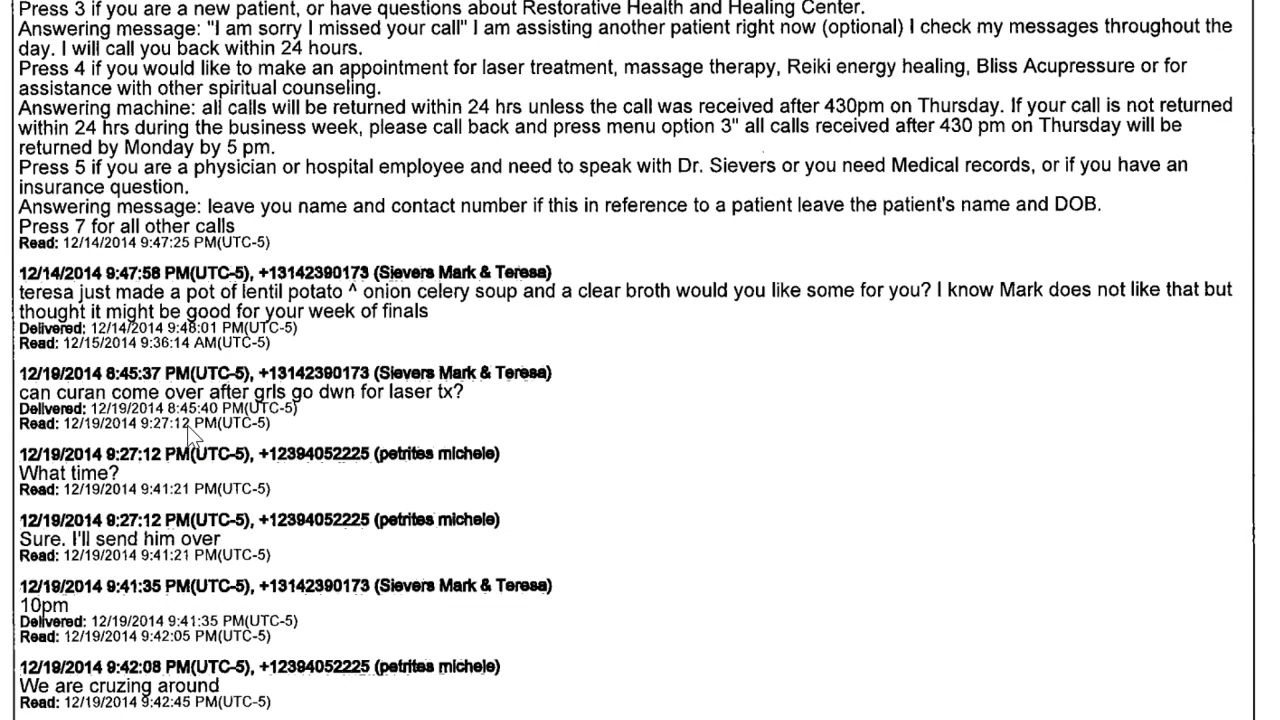 Press 3 if you are a new patient, or have questions about Restorative Health and Healing Center.
Answering message: "I am sorry I missed your call" I am assisting another patient right now (optional) I check my messages throughout the
day. I will call you back within 24 hours.
Press 4 if you would like to make an appointment for laser treatment, massage therapy, Reiki energy healing, Bliss Acupressure or for
assistance with other spiritual counseling.
Answering machine: all calls will be returned within 24 hrs unless the call was received after 430pm on Thursday. If your call is not returned
within 24 hrs during the business week, please call back and press menu option 3" all calls received after 430 pm on Thursday will be
returned by Monday by 5 pm.
Press 5 if you are a physician or hospital employee and need to speak with Dr. Sievers or you need Medical records, or if you have an
insurance question.
Answering message: leave you name and contact number if this in reference to a patient leave the patient's name and DOB.
Press 7 for all other calls
Read: 12/14/2014 9:47:25 PM(UTC-5)
12/14/2014 9:47:58 PM(UTC-5), +13142390173 (Sievers Mark & Teresa)
teresa just made a pot of lentil potato ^ onion celery soup and a clear broth would you like some for you? I know Mark does not like that but
thought it might be good for your week of finals
Delivered: 12/14/2014 9:48:01 PM(UTC-5)
Read: 12/15/2014 9:36:14 AM(UTC-5)
12/19/2014 8:45:37 PM(UTC-5), +13142390173 (Sievers Mark & Teresa)
can curan come over after grls go dwn for laser tx?
Delivered: 12/19/2014 8:45:40 PM(UTC-5)
Read: 12/19/2014 9:27:12 PM(UTC-5)
12/19/2014 9:27:12 PM(UTC-5), +12394052225 (petrites michele)
What time?
Read: 12/19/2014 9:41:21 PM(UTC-5)
12/19/2014 9:27:12 PM(UTC-5), +12394052225 (petrites michele)
Sure. I'll send him over
Read: 12/19/2014 9:41:21 PM(UTC-5)
12/19/2014 9:41:35 PM(UTC-5), +13142390173 (Sievers Mark & Teresa)
10pm
Delivered: 12/19/2014 9:41:35 PM(UTC-5)
Read: 12/19/2014 9:42:05 PM(UTC-5)
12/19/2014 9:42:08 PM(UTC-5), +12394052225 (petrites michele)
We are cruzing around
Read: 12/19/2014 9:42:45 PM(UTC-5)